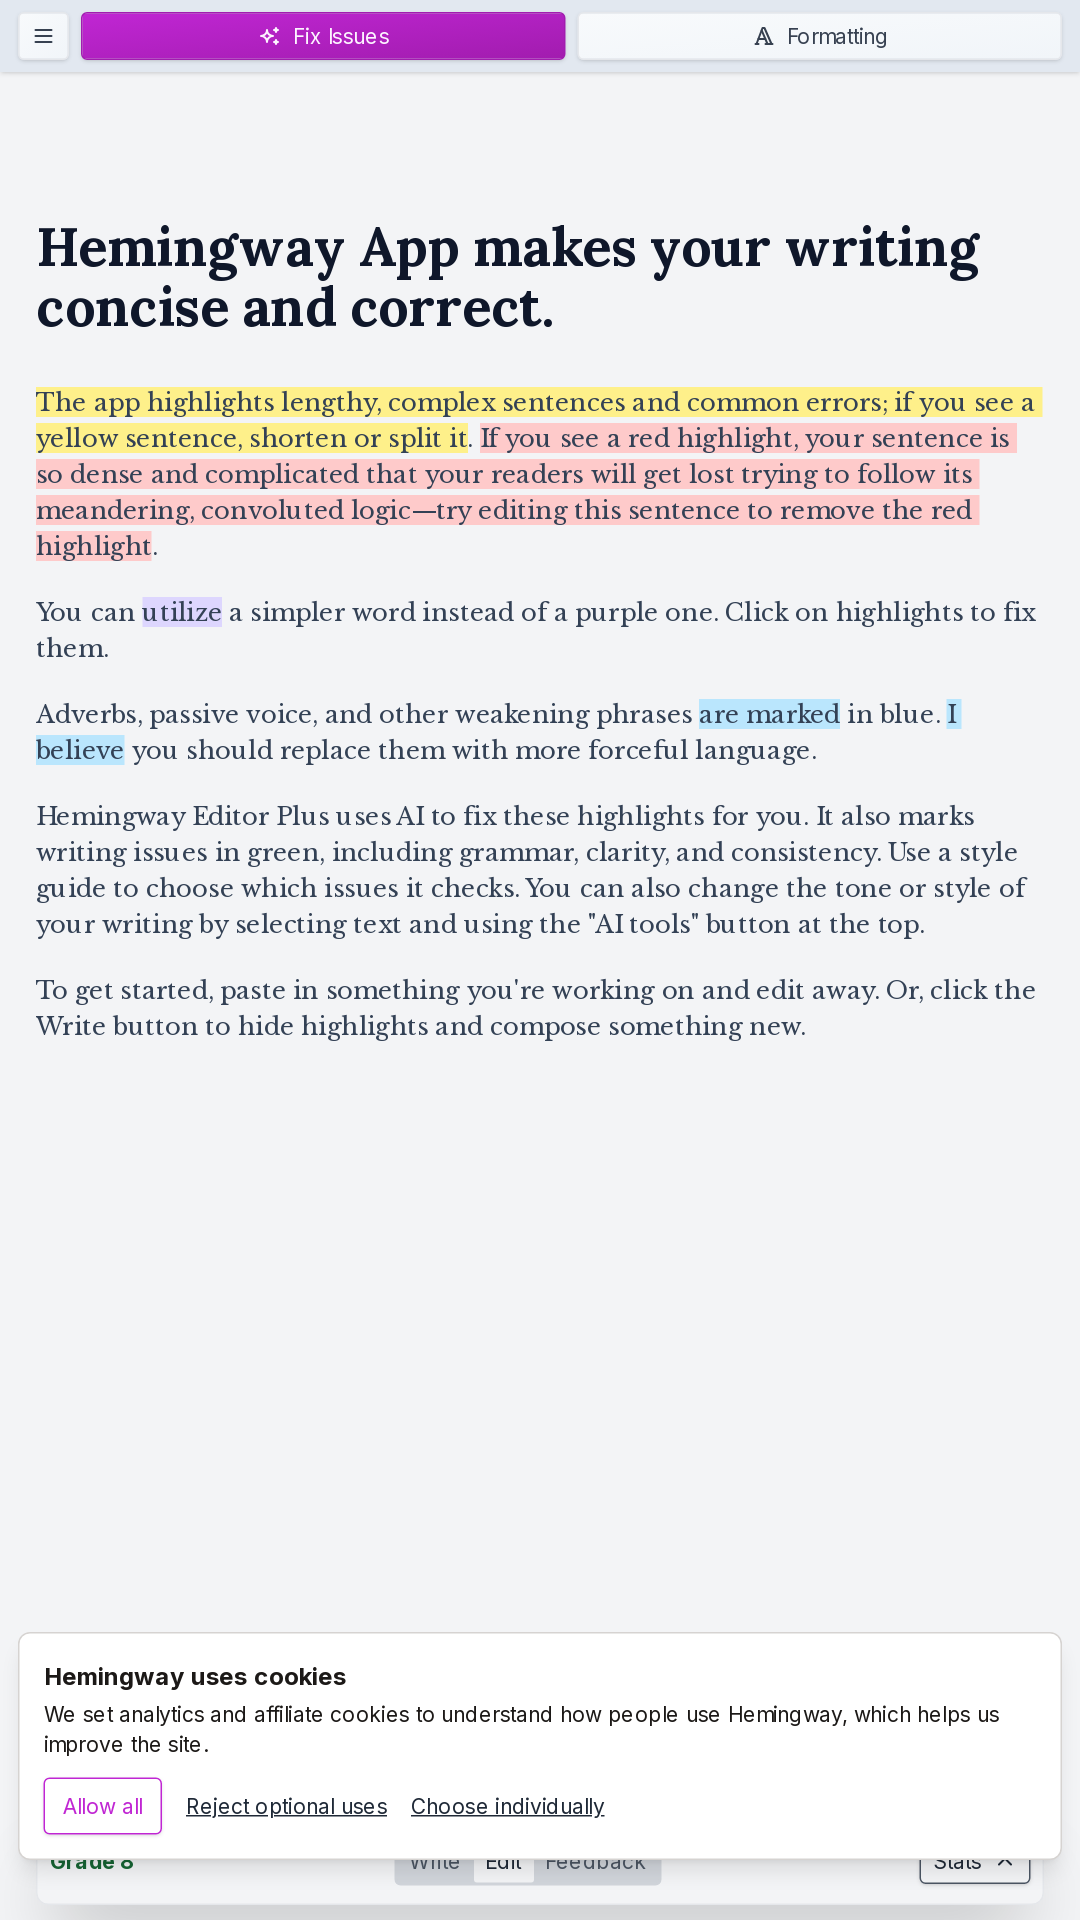 Fix Issues
Formatting
Hemingway App makes your writing
concise and correct.
The app highlights lengthy, complex sentences and common errors; if you see a
yellow sentence, shorten or split it. If you see a red highlight, your sentence is
so dense and complicated that your readers will get lost trying to follow its
meandering, convoluted logic—try editing this sentence to remove the red
highlight.
You can utilize a simpler word instead of a purple one. Click on highlights to fix
them.
Adverbs, passive voice, and other weakening phrases are marked in blue. I
believe you should replace them with more forceful language.
Hemingway Editor Plus uses AI to fix these highlights for you. It also marks
writing issues in green, including grammar, clarity, and consistency. Use a style
guide to choose which issues it checks. You can also change the tone or style of
your writing by selecting text and using the "AI tools" button at the top.
To get started, paste in something you're working on and edit away. Or, click the
Write button to hide highlights and compose something new.
Hemingway uses cookies
We set analytics and affiliate cookies to understand how people use Hemingway, which helps us
improve the site.
Allow all
Reject optional uses
Choose individually
Grade 8
Write
Edit
Feedback
Stats